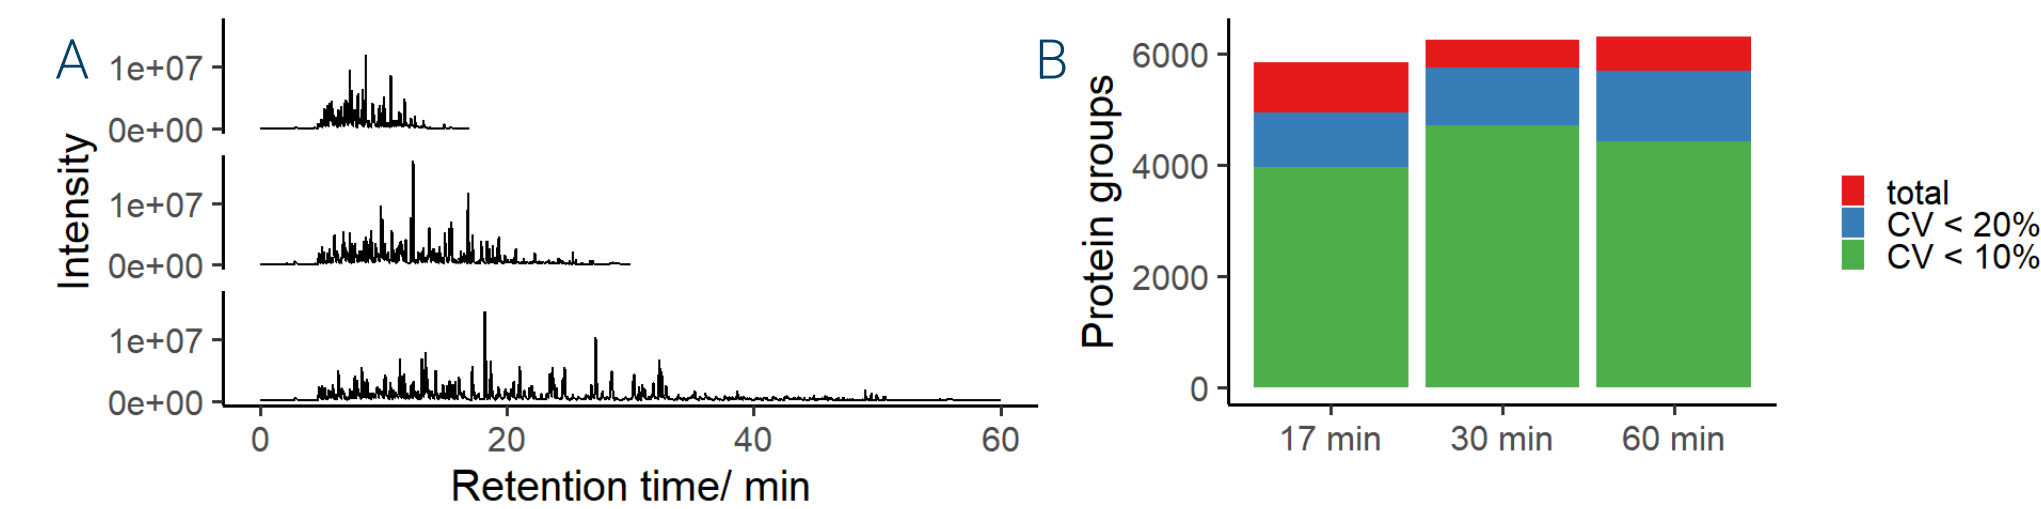 A
Intensity
1e+07
0e+00
1e+07
0e+00
1e+07
0e+00
0 20 40 60
Retention time/ min
B
Protein groups
6000
4000
2000
0
17 min 30 min 60 min
total
CV < 20%
CV < 10%